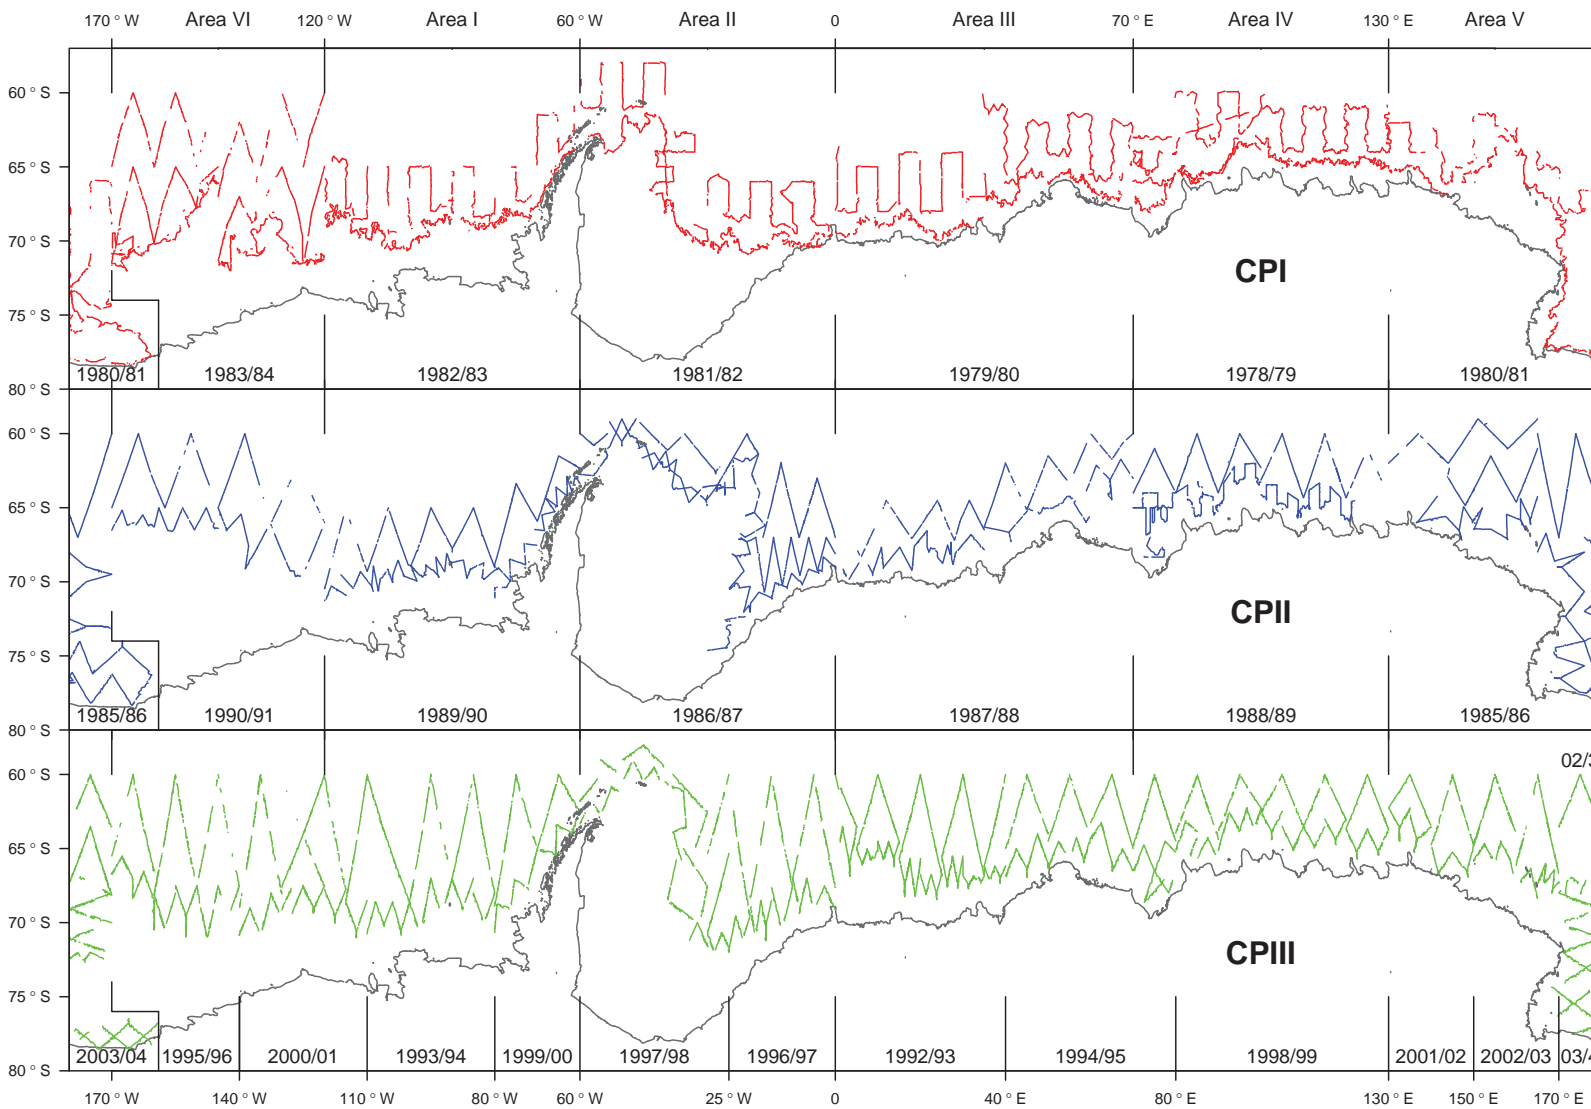 170 ° W Area VI 120 ° W Area I 60 ° W Area II 0 Area III 70 ° E Area IV 130 ° E Area V
60 ° S
65 ° S
70 ° S
CPI
75 ° S
1980/81 1983/84 1982/83 1981/82 1979/80 1978/79 1980/81
80 ° S
60 ° S
65 ° S
70 ° S
CPII
75 ° S
1985/86 1990/91 1989/90 1986/87 1987/88 1988/89 1985/86
80 ° S
02/3
60 ° S
65 ° S
70 ° S
CPIII
75 ° S
2003/04 1995/96 2000/01 1993/94 1999/00 1997/98 1996/97 1992/93 1994/95 1998/99 2001/02 2002/03 03/4
80 ° S
170 ° W 140 ° W 110 ° W 80 ° W 60 ° W 25 ° W 0 40 ° E 80 ° E 130 ° E 150 ° E 170 ° E